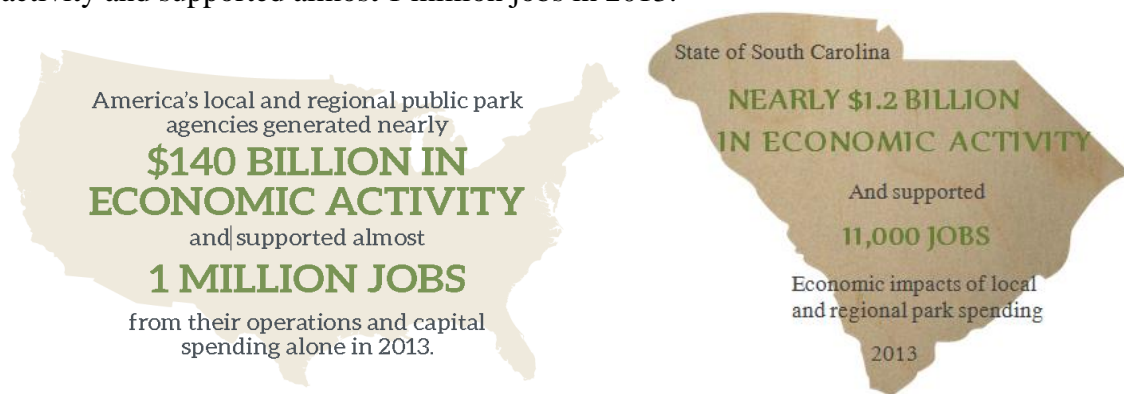 activity and supported almost 1 million jobs in 2013.
America's local and regional public park
agencies generated nearly
$140 BILLION IN
ECONOMIC ACTIVITY
and supported almost
1 MILLION JOBS
from their operations and capital
spending alone in 2013.
State of South Carolina
NEARLY $1.2 BILLION
IN ECONOMIC ACTIVITY
And supported
11,000 JOBS
Economic impacts of local
and regional park spending
2013